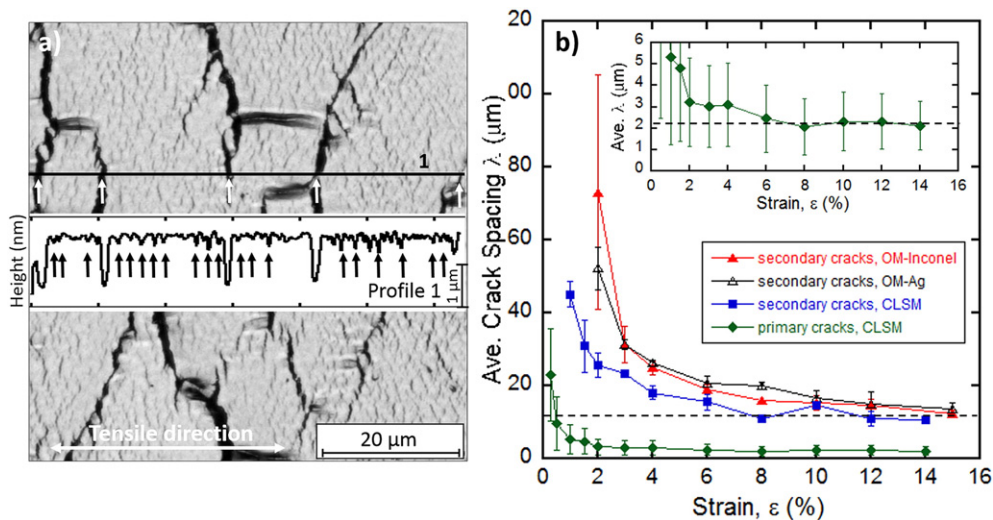 a)
1
Height (nm)
Profile 1
1 µm
Tensile direction
20 µm
b)
Ave. Crack Spacing λ (µm)
20
00
80
60
40
20
0
0 2 4 6 8 10 12 14 16
Strain, ε (%)
Ave. λ (µm)
6
5
4
3
2
1
0
0 2 4 6 8 10 12 14 16
Strain, ε (%)
secondary cracks, OM-Inconel
secondary cracks, OM-Ag
secondary cracks, CLSM
primary cracks, CLSM